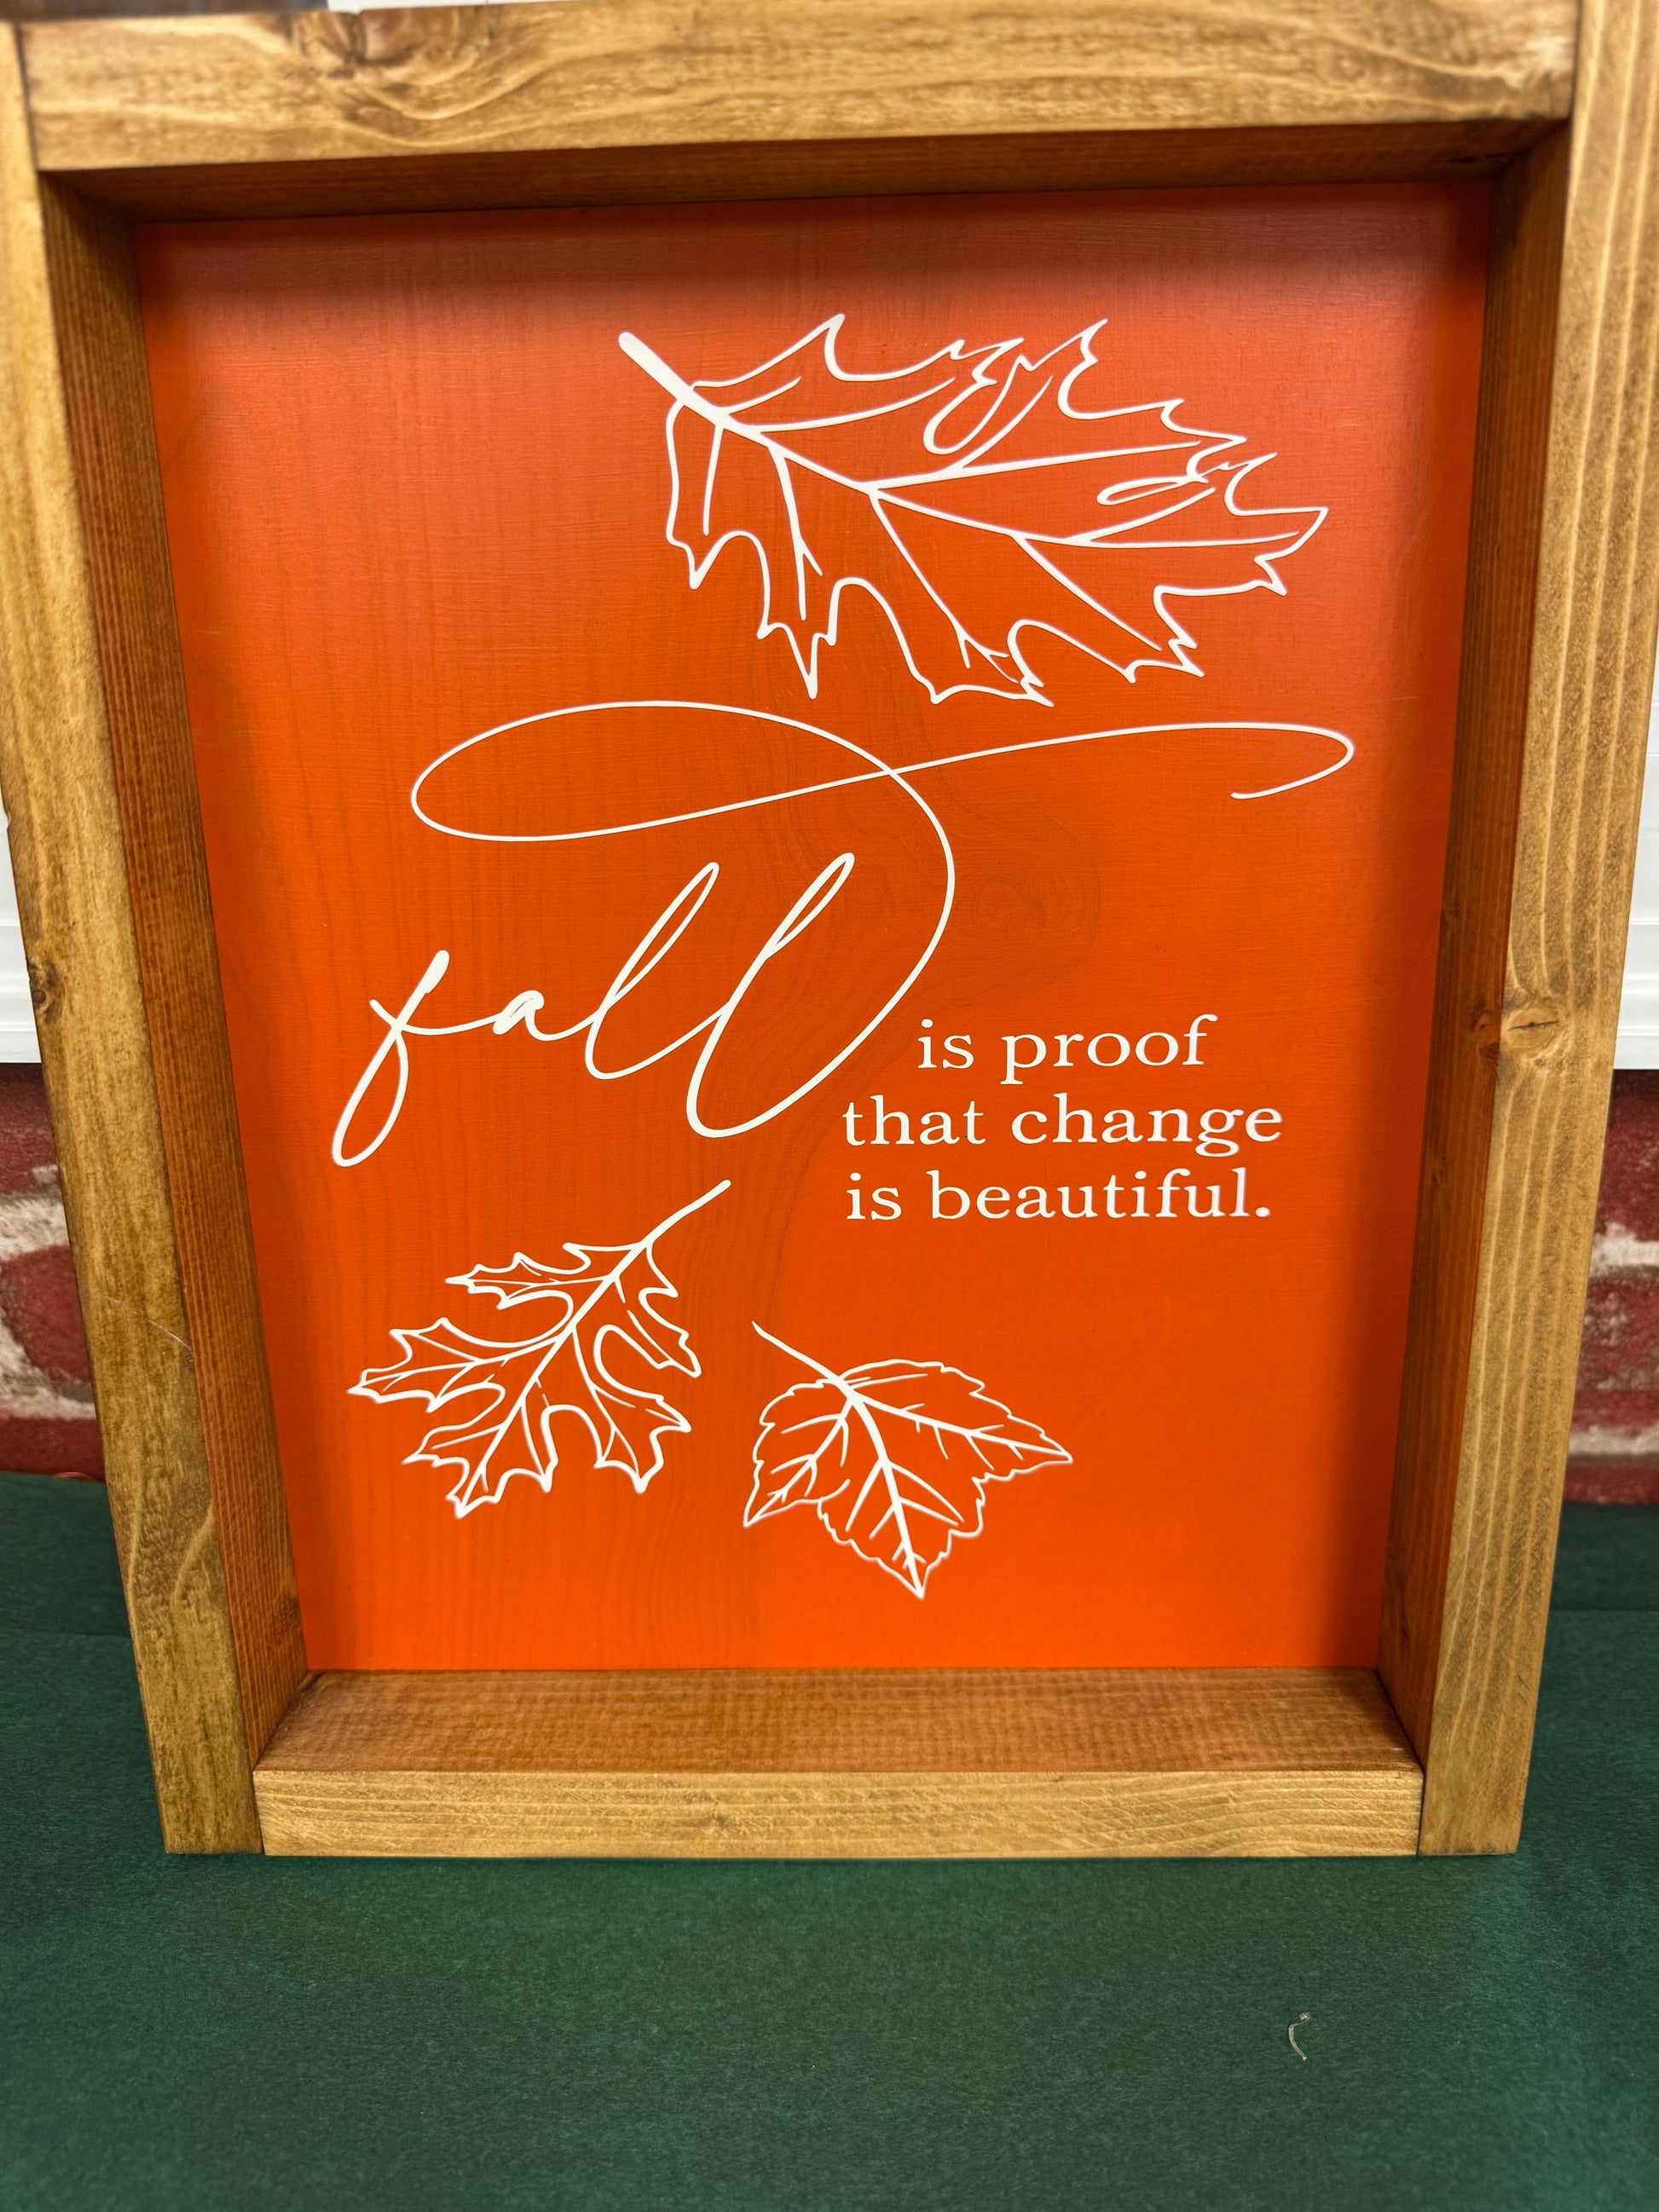 fall is proof
that change
is beautiful.